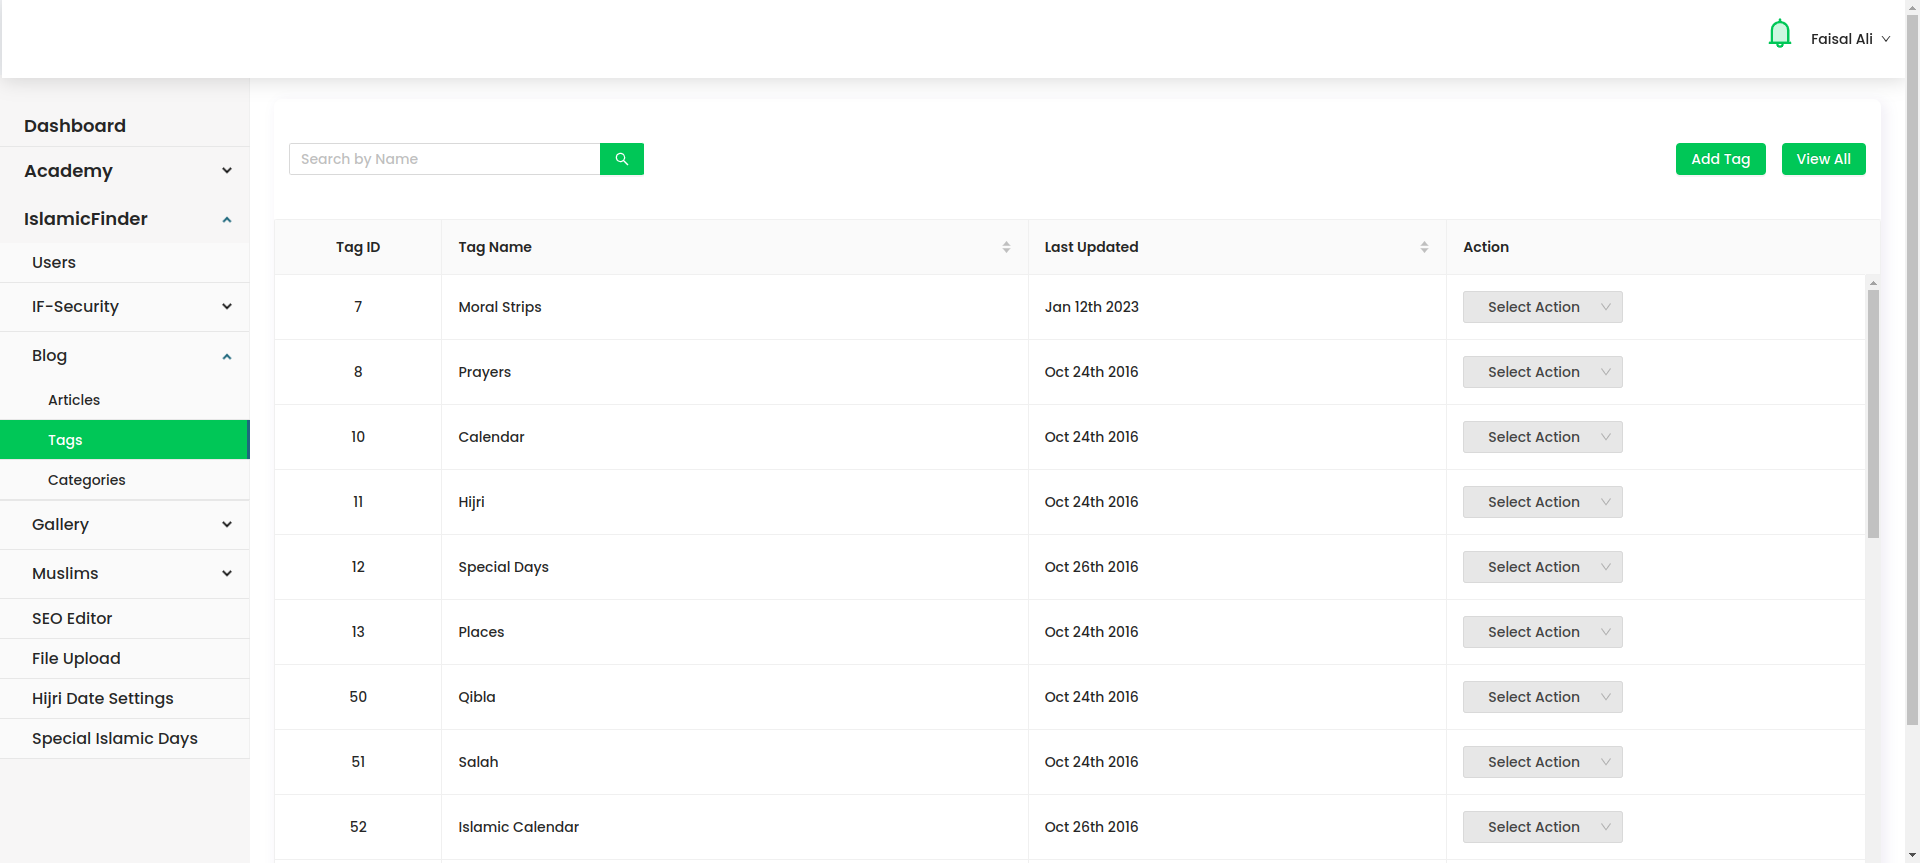 Faisal Ali
Dashboard
Academy
IslamicFinder
Users
IF-Security
Blog
Articles
Tags
Categories
Gallery
Muslims
SEO Editor
File Upload
Hijri Date Settings
Special Islamic Days
Search by Name
Add Tag View All
Tag ID Tag Name Last Updated Action
7 Moral Strips Jan 12th 2023 Select Action
8 Prayers Oct 24th 2016 Select Action
10 Calendar Oct 24th 2016 Select Action
11 Hijri Oct 24th 2016 Select Action
12 Special Days Oct 26th 2016 Select Action
13 Places Oct 24th 2016 Select Action
50 Qibla Oct 24th 2016 Select Action
51 Salah Oct 24th 2016 Select Action
52 Islamic Calendar Oct 26th 2016 Select Action